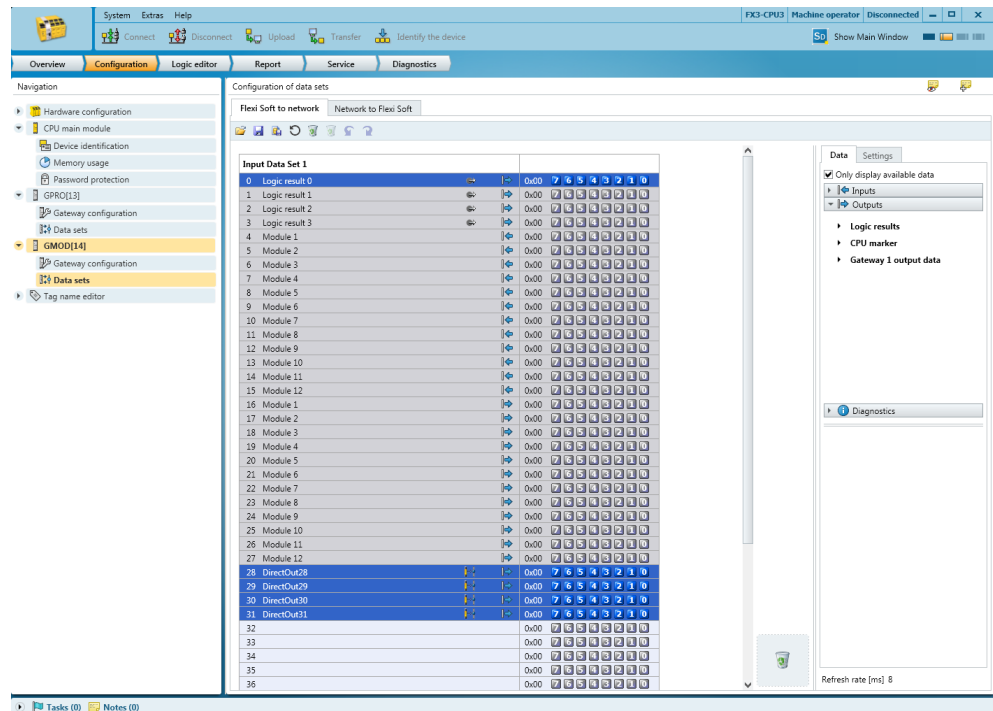 System Extras Help FX3-CPU3 Machine operator Disconnected
Connect Disconnect Upload Transfer Identify the device SD Show Main Window
Overview Configuration Logic editor Report Service Diagnostics
Navigation
Hardware configuration
CPU main module
Device identification
Memory usage
Password protection
GPRO[13]
Gateway configuration
Data sets
GMOD[14]
Gateway configuration
Data sets
Tag name editor
Configuration of data sets
Flexi Soft to network Network to Flexi Soft
Input Data Set 1
0 Logic result 0 0x00 7 6 5 4 3 2 1 0
1 Logic result 1 0x00 7 6 5 4 3 2 1 0
2 Logic result 2 0x00 7 6 5 4 3 2 1 0
3 Logic result 3 0x00 7 6 5 4 3 2 1 0
4 Module 1 0x00 7 6 5 4 3 2 1 0
5 Module 2 0x00 7 6 5 4 3 2 1 0
6 Module 3 0x00 7 6 5 4 3 2 1 0
7 Module 4 0x00 7 6 5 4 3 2 1 0
8 Module 5 0x00 7 6 5 4 3 2 1 0
9 Module 6 0x00 7 6 5 4 3 2 1 0
10 Module 7 0x00 7 6 5 4 3 2 1 0
11 Module 8 0x00 7 6 5 4 3 2 1 0
12 Module 9 0x00 7 6 5 4 3 2 1 0
13 Module 10 0x00 7 6 5 4 3 2 1 0
14 Module 11 0x00 7 6 5 4 3 2 1 0
15 Module 12 0x00 7 6 5 4 3 2 1 0
16 Module 1 0x00 7 6 5 4 3 2 1 0
17 Module 2 0x00 7 6 5 4 3 2 1 0
18 Module 3 0x00 7 6 5 4 3 2 1 0
19 Module 4 0x00 7 6 5 4 3 2 1 0
20 Module 5 0x00 7 6 5 4 3 2 1 0
21 Module 6 0x00 7 6 5 4 3 2 1 0
22 Module 7 0x00 7 6 5 4 3 2 1 0
23 Module 8 0x00 7 6 5 4 3 2 1 0
24 Module 9 0x00 7 6 5 4 3 2 1 0
25 Module 10 0x00 7 6 5 4 3 2 1 0
26 Module 11 0x00 7 6 5 4 3 2 1 0
27 Module 12 0x00 7 6 5 4 3 2 1 0
28 DirectOut28 0x00 7 6 5 4 3 2 1 0
29 DirectOut29 0x00 7 6 5 4 3 2 1 0
30 DirectOut30 0x00 7 6 5 4 3 2 1 0
31 DirectOut31 0x00 7 6 5 4 3 2 1 0
32 0x00 7 6 5 4 3 2 1 0
33 0x00 7 6 5 4 3 2 1 0
34 0x00 7 6 5 4 3 2 1 0
35 0x00 7 6 5 4 3 2 1 0
36 0x00 7 6 5 4 3 2 1 0
Data Settings
Only display available data
Inputs
Outputs
Logic results
CPU marker
Gateway 1 output data
Diagnostics
Refresh rate [ms] 8
Tasks (0) Notes (0)